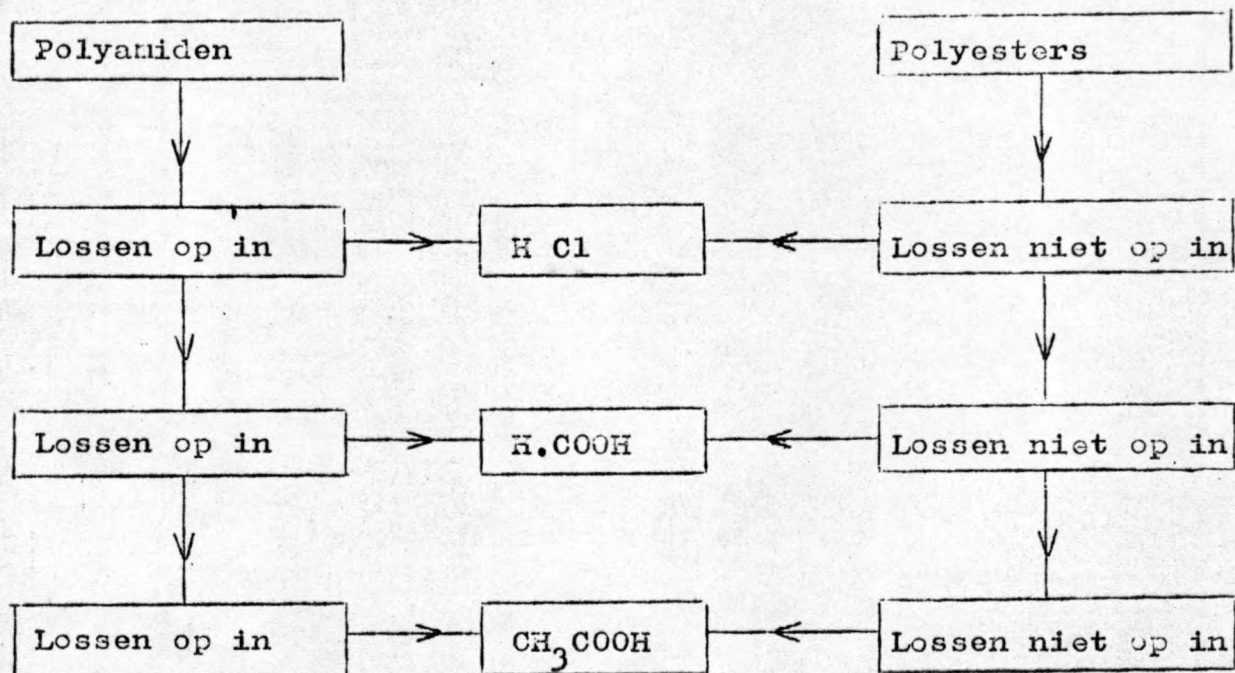 Polyamiden
Polyesters
Lossen op in
H Cl
Lossen niet op in
Lossen op in
H.COOH
Lossen niet op in
Lossen op in
CH3COOH
Lossen niet op in